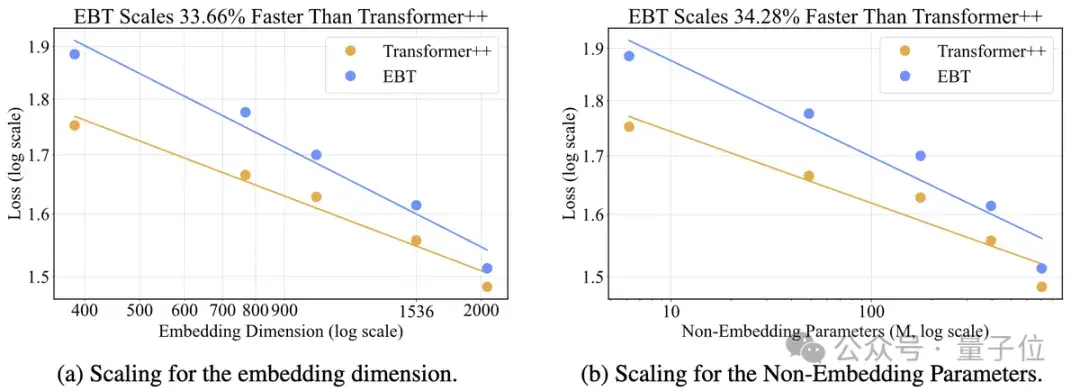 EBT Scales 33.66% Faster Than Transformer++
Loss (log scale)
1.9
1.8
1.7
1.6
1.5
Transformer++
EBT
400 500 600 700 800 900 1536 2000
Embedding Dimension (log scale)
(a) Scaling for the embedding dimension.
EBT Scales 34.28% Faster Than Transformer++
Loss (log scale)
1.9
1.8
1.7
1.6
1.5
Transformer++
EBT
10 100
Non-Embedding Parameters (M, log scale)
(b) Scaling for the Non-Embedding Parameters.
公众号 · 量子位